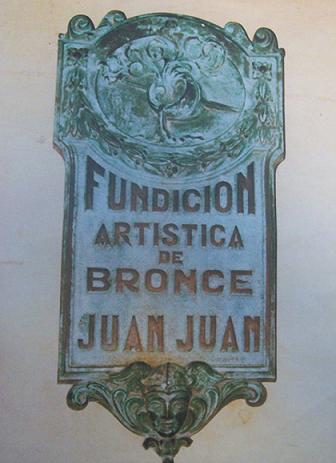 FUNDICION
ARTISTICA
DE
BRONCE
JUAN JUAN